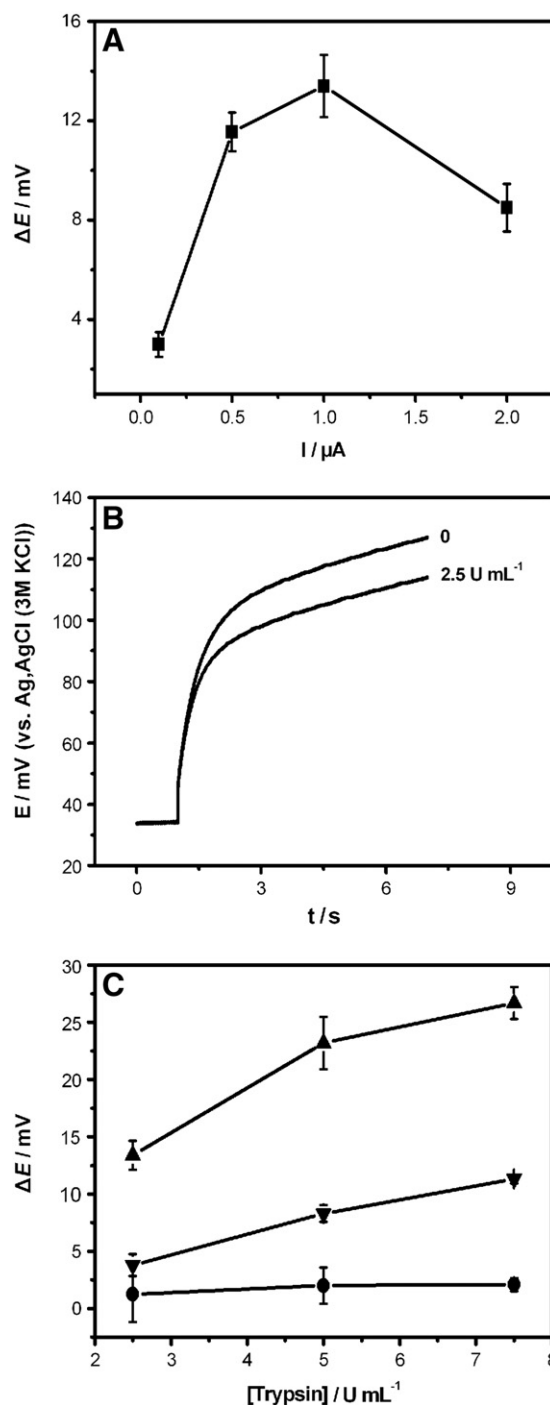 A
16
12
8
4
ΔE / mV
0.0 0.5 1.0 1.5 2.0
I / µA
B
140
120
100
80
60
40
20
E / mV (vs. Ag,AgCl (3M KCl))
0
2.5 U mL⁻¹
0 3 6 9
t / s
C
30
25
20
15
10
5
0
ΔE / mV
2 3 4 5 6 7 8
[Trypsin] / U mL⁻¹